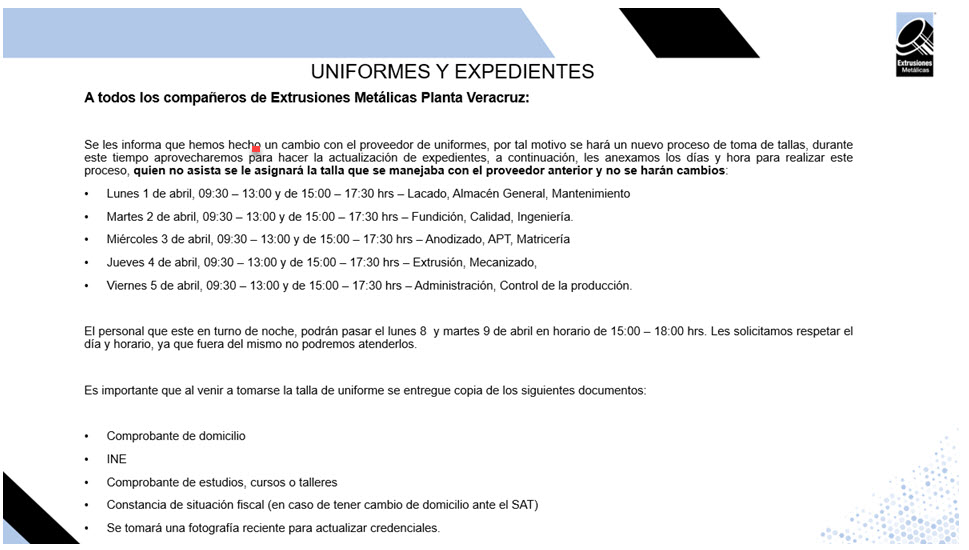 Extrusiones
Metálicas
UNIFORMES Y EXPEDIENTES
A todos los compañeros de Extrusiones Metálicas Planta Veracruz:
Se les informa que hemos hecho un cambio con el proveedor de uniformes, por tal motivo se hará un nuevo proceso de toma de tallas, durante
este tiempo aprovecharemos para hacer la actualización de expedientes, a continuación, les anexamos los días y hora para realizar este
proceso, quien no asista se le asignará la talla que se manejaba con el proveedor anterior y no se harán cambios:
• Lunes 1 de abril, 09:30 – 13:00 y de 15:00 – 17:30 hrs – Lacado, Almacén General, Mantenimiento
• Martes 2 de abril, 09:30 – 13:00 y de 15:00 – 17:30 hrs – Fundición, Calidad, Ingeniería.
• Miércoles 3 de abril, 09:30 – 13:00 y de 15:00 – 17:30 hrs – Anodizado, APT, Matricería
• Jueves 4 de abril, 09:30 – 13:00 y de 15:00 – 17:30 hrs – Extrusión, Mecanizado,
• Viernes 5 de abril, 09:30 – 13:00 y de 15:00 – 17:30 hrs – Administración, Control de la producción.
El personal que este en turno de noche, podrán pasar el lunes 8 y martes 9 de abril en horario de 15:00 – 18:00 hrs. Les solicitamos respetar el
día y horario, ya que fuera del mismo no podremos atenderlos.
Es importante que al venir a tomarse la talla de uniforme se entregue copia de los siguientes documentos:
• Comprobante de domicilio
• INE
• Comprobante de estudios, cursos o talleres
• Constancia de situación fiscal (en caso de tener cambio de domicilio ante el SAT)
• Se tomará una fotografía reciente para actualizar credenciales.